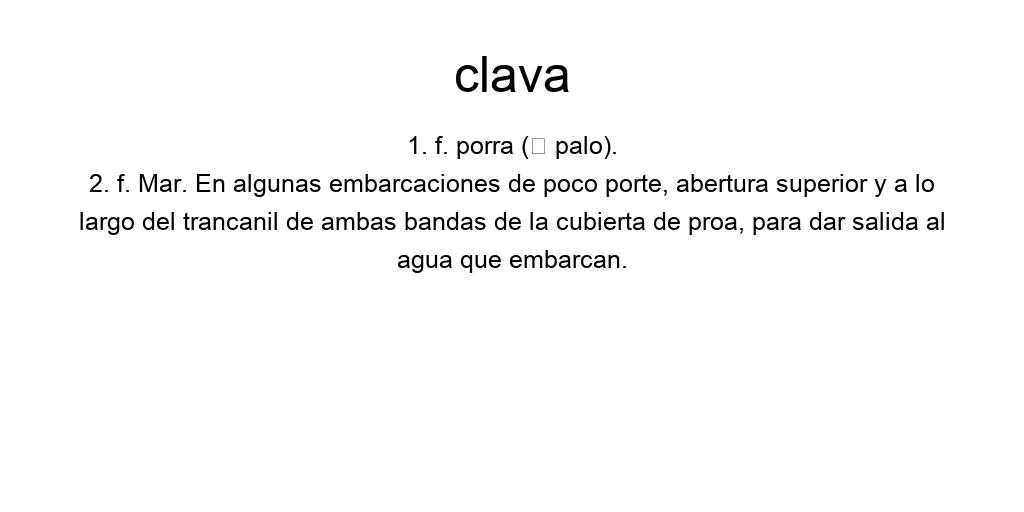 clava
1. f. porra (▯ palo).
2. f. Mar. En algunas embarcaciones de poco porte, abertura superior y a lo
largo del trancanil de ambas bandas de la cubierta de proa, para dar salida al
agua que embarcan.